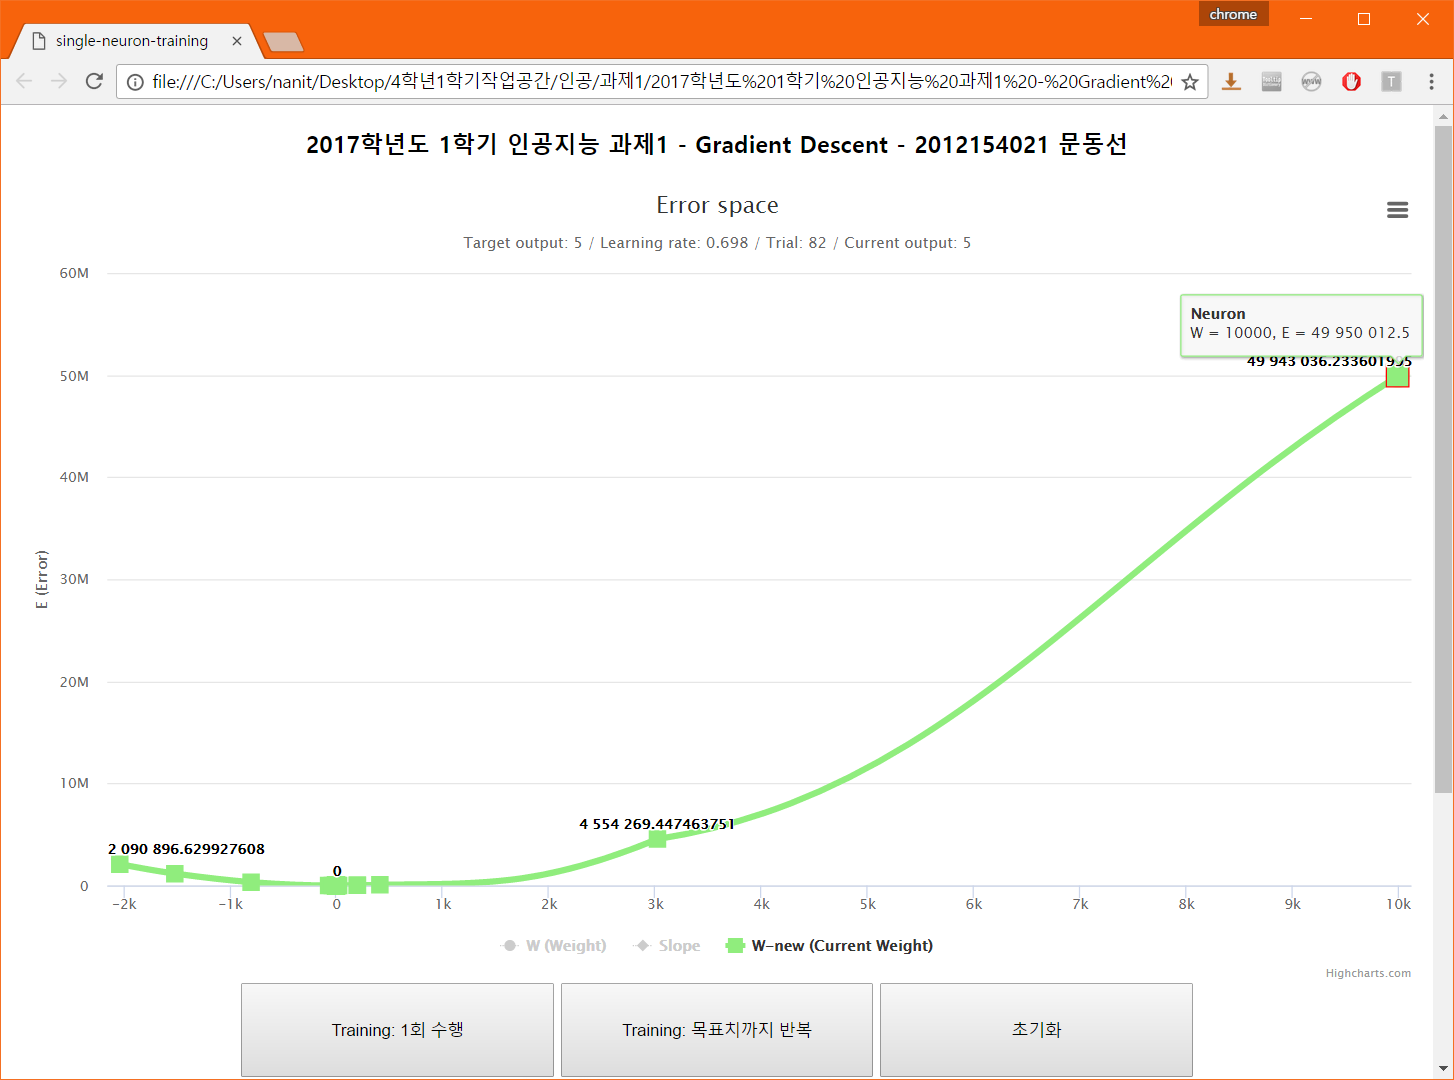 chrome
single-neuron-training
file:///C:/Users/nanit/Desktop/4학년1학기작업공간/인공/과제1/2017학년도%201학기%20인공지능%20과제1%20-%20Gradient%20
2017학년도 1학기 인공지능 과제1 - Gradient Descent - 2012154021 문동선
Error space
Target output: 5 / Learning rate: 0.698 / Trial: 82 / Current output: 5
60M
Neuron
W = 10000, E = 49 950 012.5
49 943 036.233601995
50M
40M
E (Error)
30M
20M
10M
4 554 269.447463751
2 090 896.629927608
0
0
-2k -1k 0 1k 2k 3k 4k 5k 6k 7k 8k 9k 10k
W (Weight) Slope W-new (Current Weight)
Highcharts.com
Training: 1회 수행 Training: 목표치까지 반복 초기화